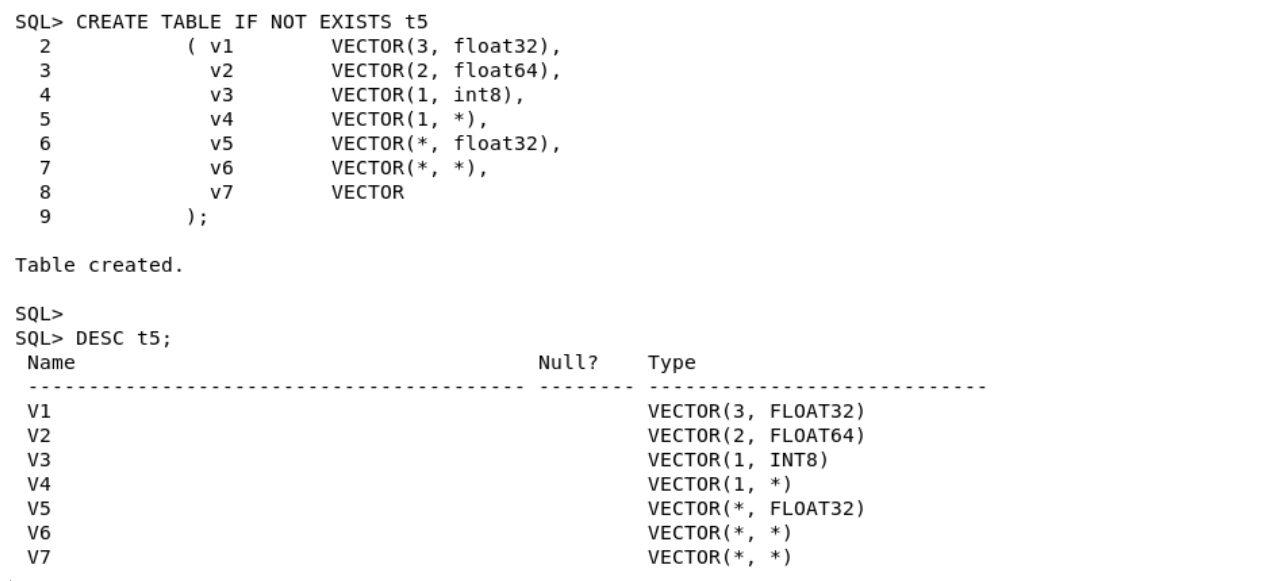 SQL> CREATE TABLE IF NOT EXISTS t5
  2           ( v1        VECTOR(3, float32),
  3             v2        VECTOR(2, float64),
  4             v3        VECTOR(1, int8),
  5             v4        VECTOR(1, *),
  6             v5        VECTOR(*, float32),
  7             v6        VECTOR(*, *),
  8             v7        VECTOR
  9           );
Table created.
SQL>
SQL> DESC t5;
 Name                                      Null?    Type
 ----------------------------------------- -------- ----------------------------
 V1                                                 VECTOR(3, FLOAT32)
 V2                                                 VECTOR(2, FLOAT64)
 V3                                                 VECTOR(1, INT8)
 V4                                                 VECTOR(1, *)
 V5                                                 VECTOR(*, FLOAT32)
 V6                                                 VECTOR(*, *)
 V7                                                 VECTOR(*, *)